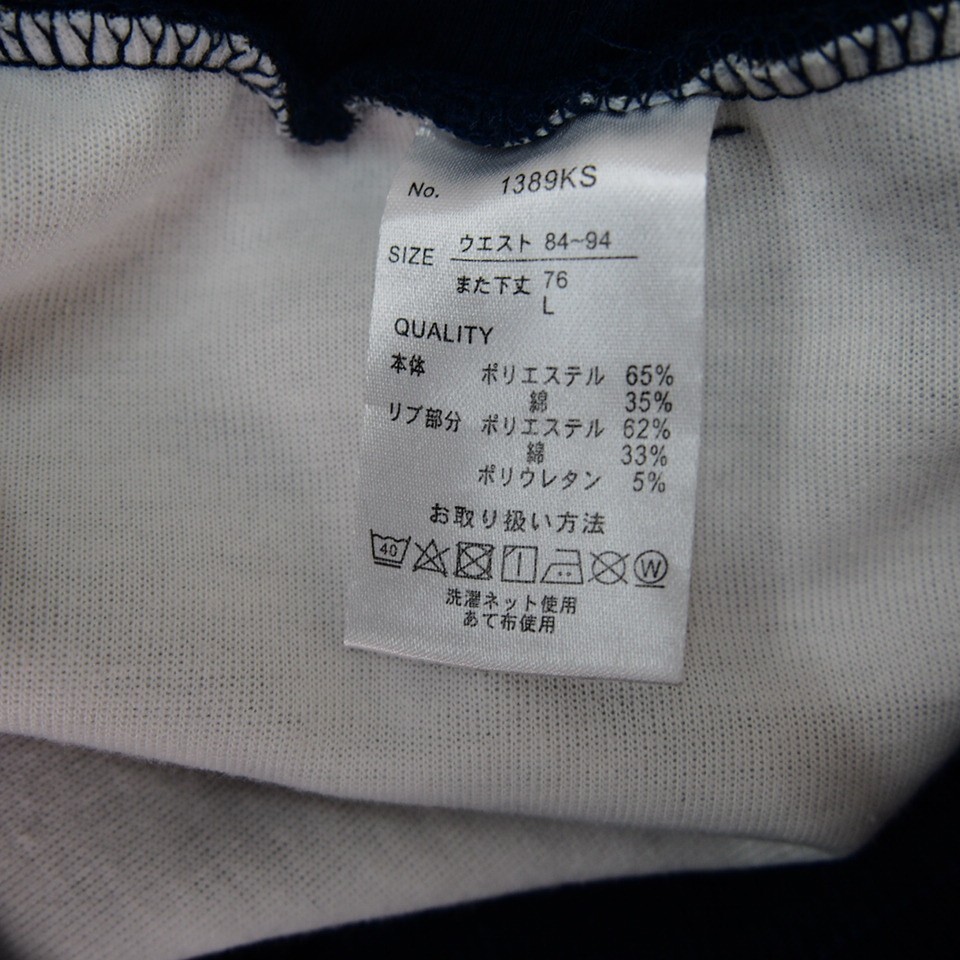 No. 1389KS
SIZE ウエスト 84~94
また下丈 76
L
QUALITY
本体 ポリエステル 65%
綿 35%
リブ部分 ポリエステル 62%
綿 33%
ポリウレタン 5%
お取り扱い方法
40 W
洗濯ネット使用
あて布使用